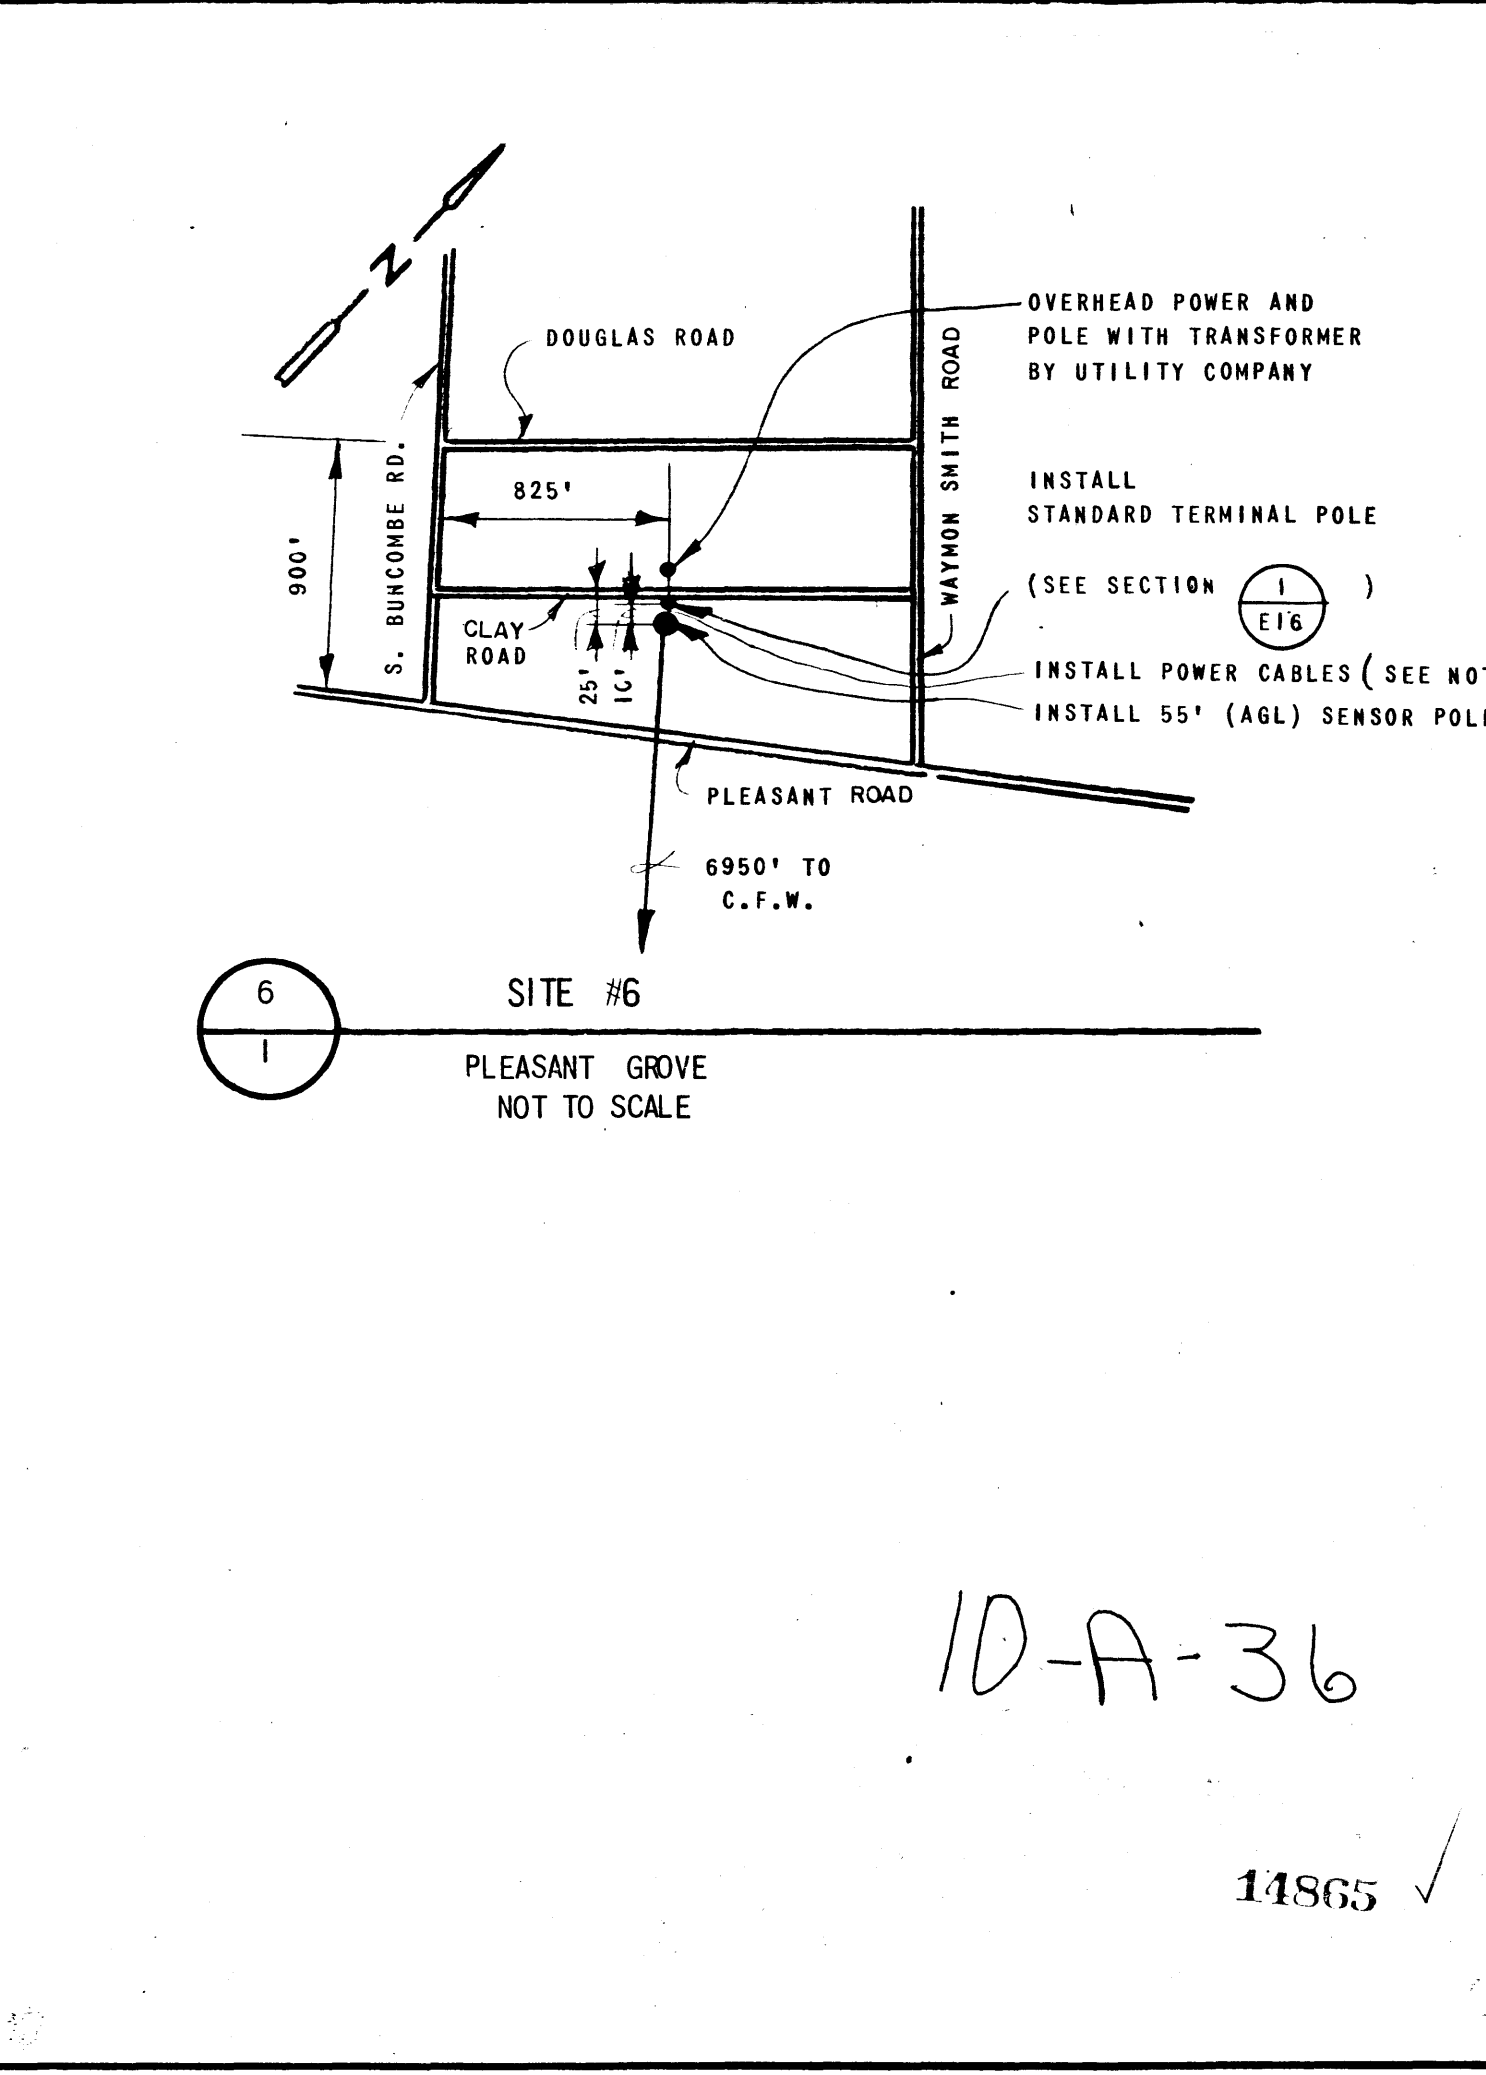 N
DOUGLAS ROAD
OVERHEAD POWER AND
POLE WITH TRANSFORMER
BY UTILITY COMPANY
WAYMON SMITH ROAD
S. BUNCOMBE RD.
900'
825'
INSTALL
STANDARD TERMINAL POLE
(SEE SECTION 1 )
E16
CLAY
ROAD
25'
10'
INSTALL POWER CABLES (SEE
INSTALL 55' (AGL) SENSOR
PLEASANT ROAD
6950' TO
C.F.W.
6
1
SITE #6
PLEASANT GROVE
NOT TO SCALE
10-A-36
14865